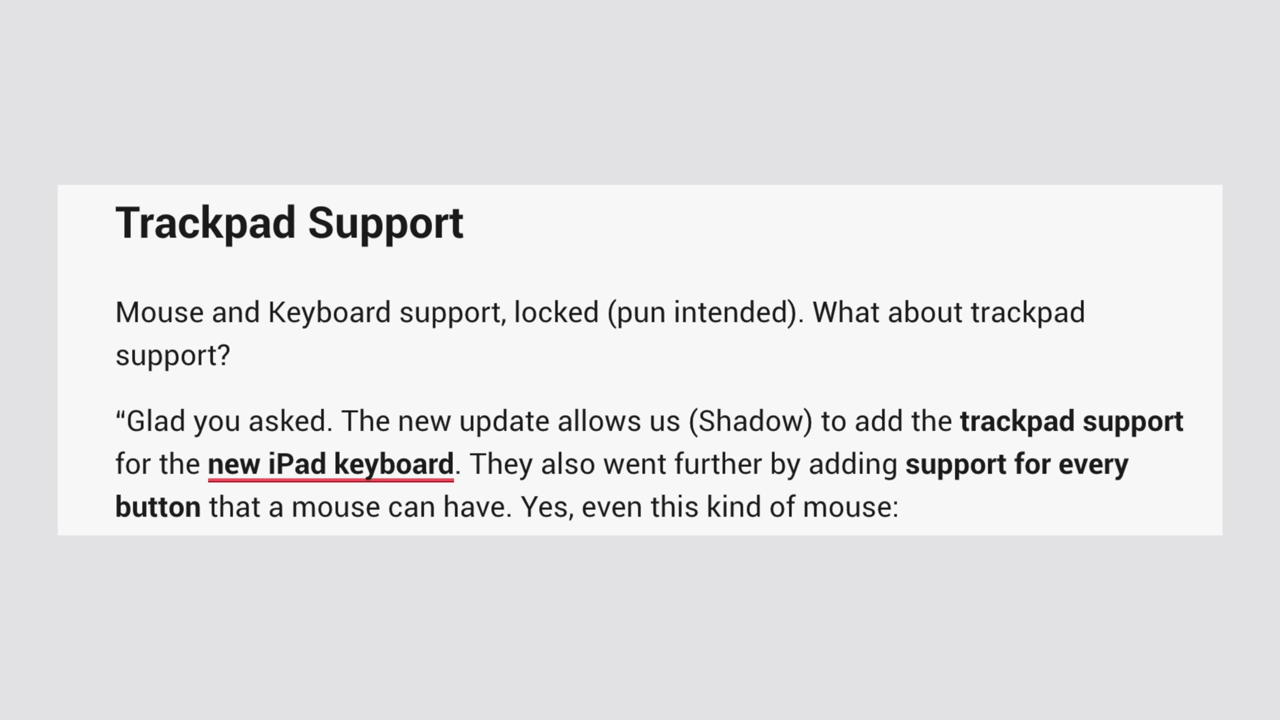 Trackpad Support
Mouse and Keyboard support, locked (pun intended). What about trackpad
support?
“Glad you asked. The new update allows us (Shadow) to add the trackpad support
for the new iPad keyboard. They also went further by adding support for every
button that a mouse can have. Yes, even this kind of mouse: